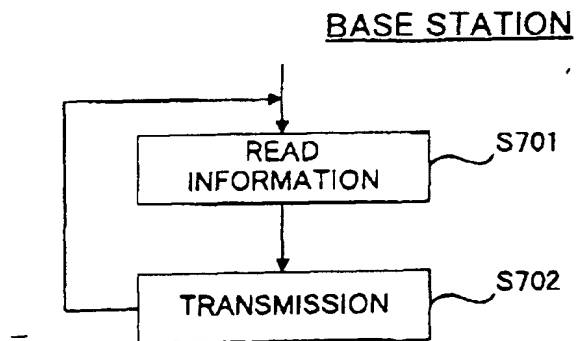 BASE STATION
READ
INFORMATION
S701
TRANSMISSION
S702